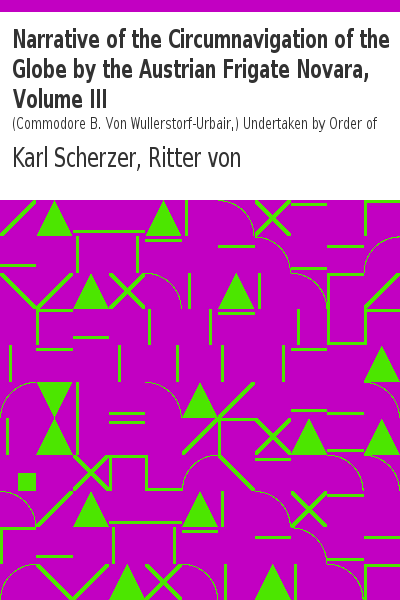 Narrative of the Circumnavigation of the
Globe by the Austrian Frigate Novara,
Volume III
(Commodore B. Von Wullerstorf-Urbair,) Undertaken by Order of
Karl Scherzer, Ritter von